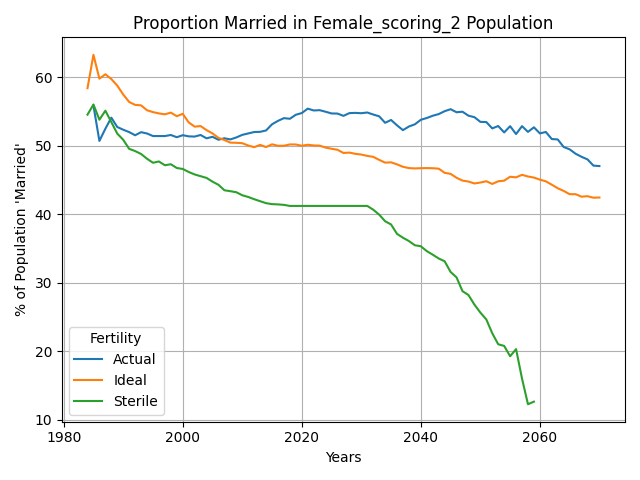 Proportion Married in Female_scoring_2 Population
% of Population 'Married'
60
50
40
30
20
10
Fertility
Actual
Ideal
Sterile
1980 2000 2020 2040 2060
Years